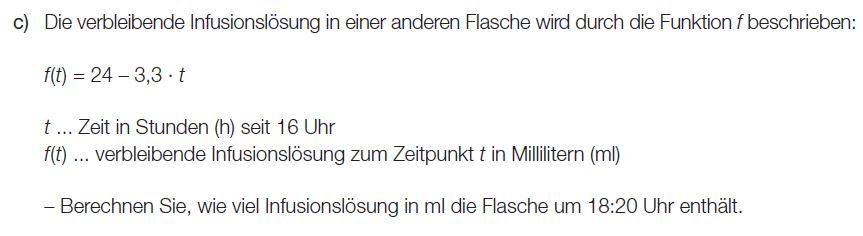 c) Die verbleibende Infusionslösung in einer anderen Flasche wird durch die Funktion f beschrieben:
f(t) = 24 – 3,3 · t
t ... Zeit in Stunden (h) seit 16 Uhr
f(t) ... verbleibende Infusionslösung zum Zeitpunkt t in Millilitern (ml)
– Berechnen Sie, wie viel Infusionslösung in ml die Flasche um 18:20 Uhr enthält.